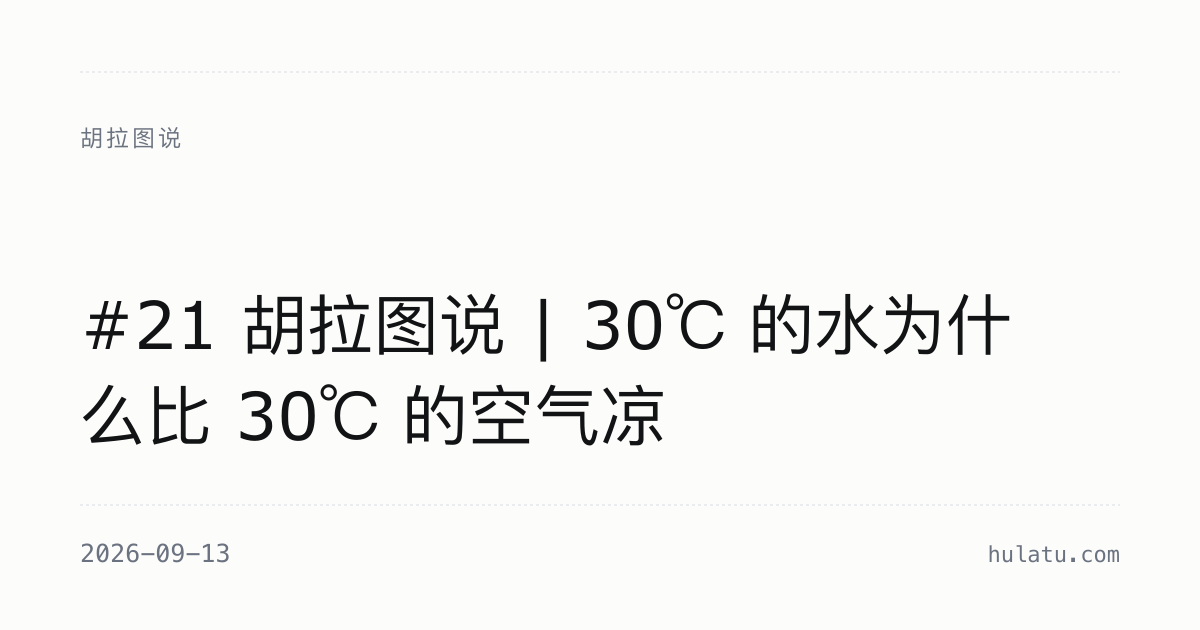 胡拉图说
#21 胡拉图说 | 30℃ 的水为什
么比 30℃ 的空气凉
2026-09-13
hulatu.com